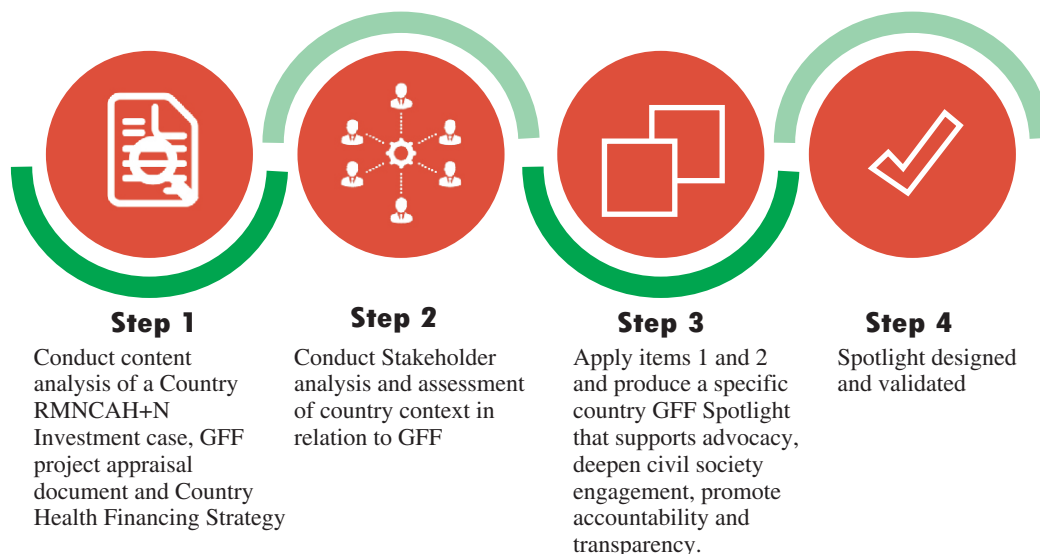 Step 1
Conduct content
analysis of a Country
RMNCAH+N
Investment case, GFF
project appraisal
document and Country
Health Financing Strategy
Step 2
Conduct Stakeholder
analysis and assessment
of country context in
relation to GFF
Step 3
Apply items 1 and 2
and produce a specific
country GFF Spotlight
that supports advocacy,
deepen civil society
engagement, promote
accountability and
transparency.
Step 4
Spotlight designed
and validated